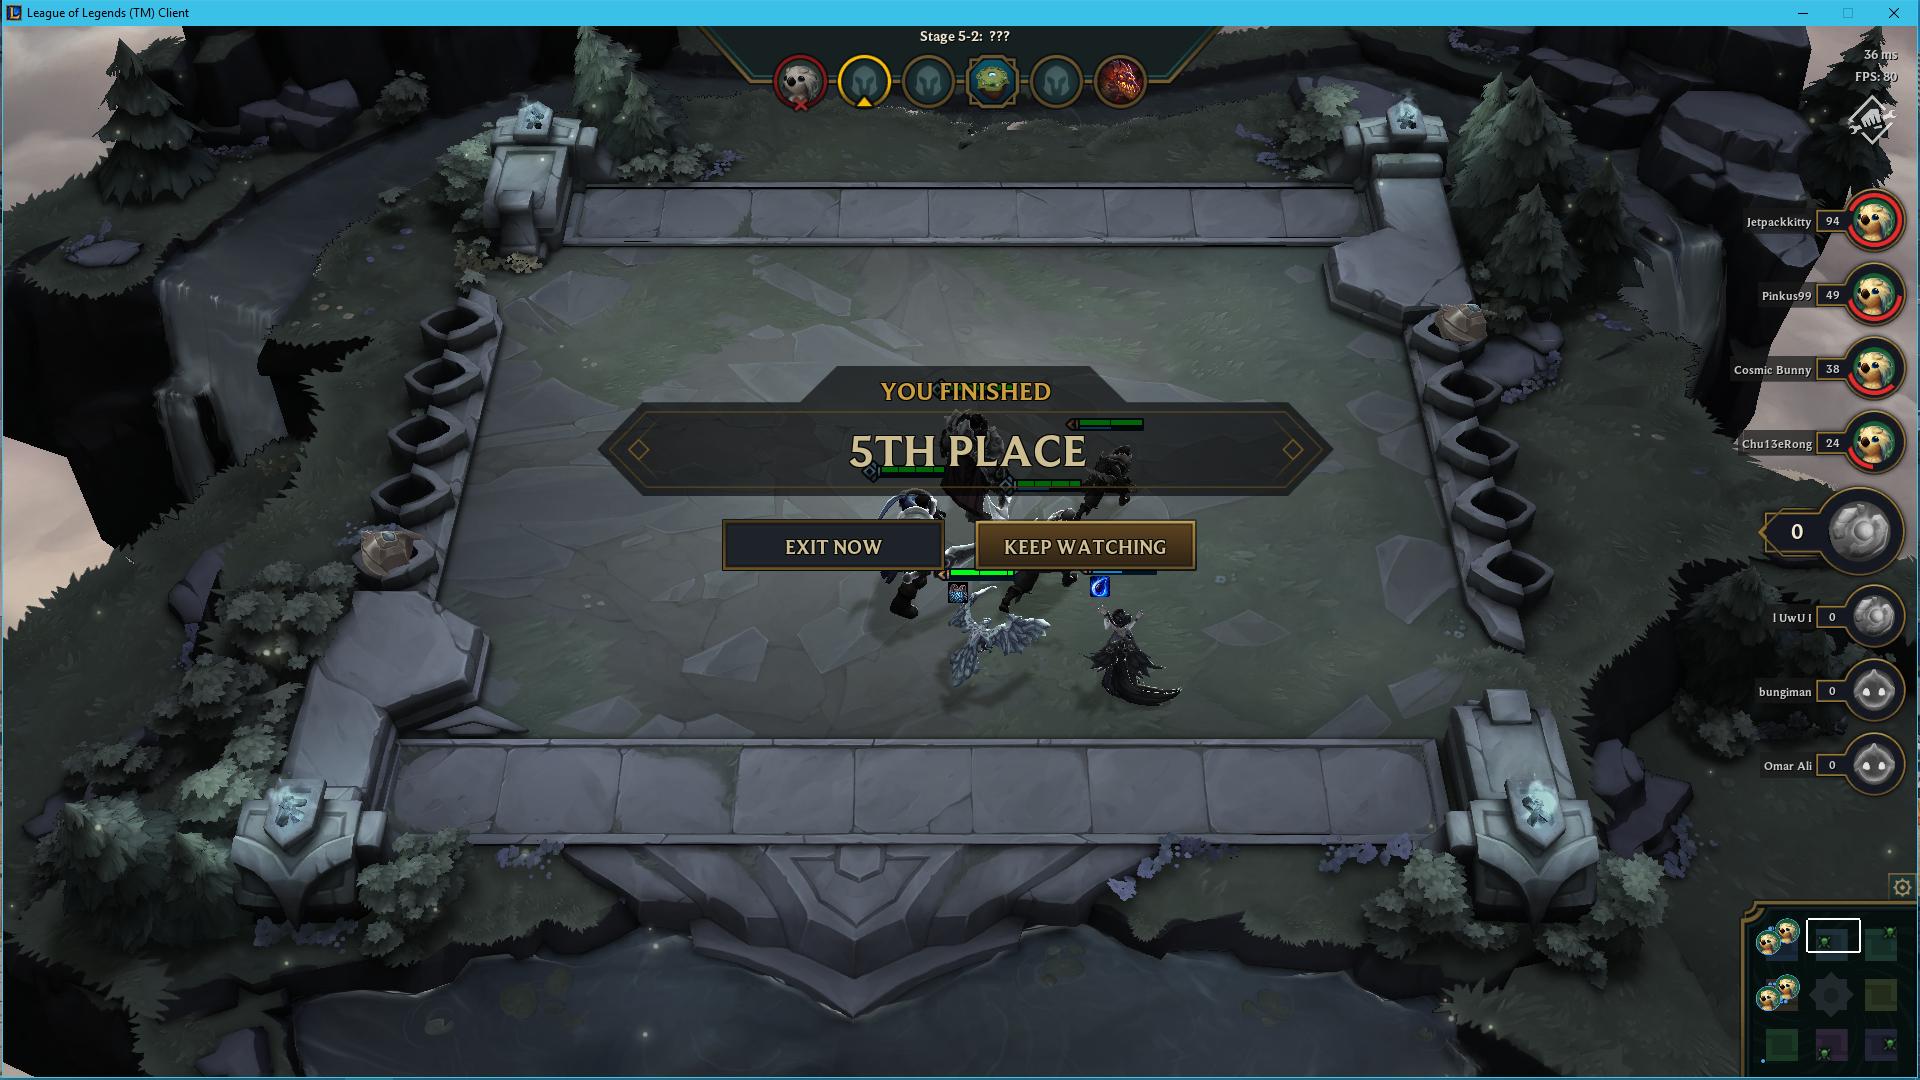 League of Legends (TM) Client
Stage 5-2: ???
36 ms
FPS: 80
Jetpackkitty 94
Pinkus99 49
Cosmic Bunny 38
Chu13eRong 24
YOU FINISHED
5TH PLACE
EXIT NOW
KEEP WATCHING
0
l UwU l 0
bungiman 0
Omar Ali 0